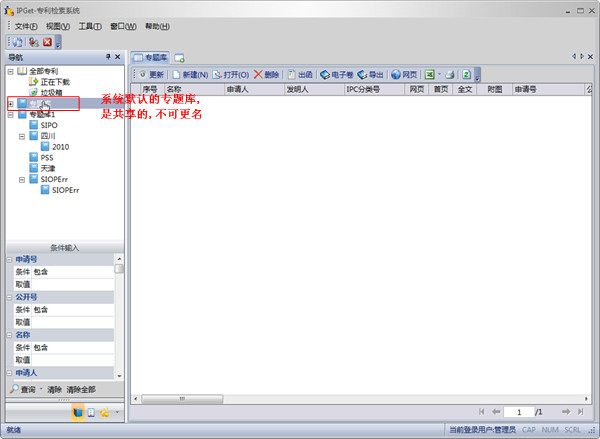 IPGet-专利检索系统
文件(F) 视图(V) 工具(T) 窗口(W) 帮助(H)
导航
全部专利
正在下载
垃圾箱
专题库
专题库1
SIPO
四川
2010
PSS
天津
SIOPErr
SIOPErr
系统默认的专题库,
是共享的,不可更名
条件输入
申请号
条件 包含
取值
公开号
条件 包含
取值
名称
条件 包含
取值
申请人
查询 清除 清除全部
专题库
更新 新建(N) 打开(O) 删除 出函 电子卷 导出 网页
序号 名称 申请人 发明人 IPC分类号 网页 首页 全文 附图 申请号
1 /1
就绪 当前登录用户:管理员 CAP NUM SCRL